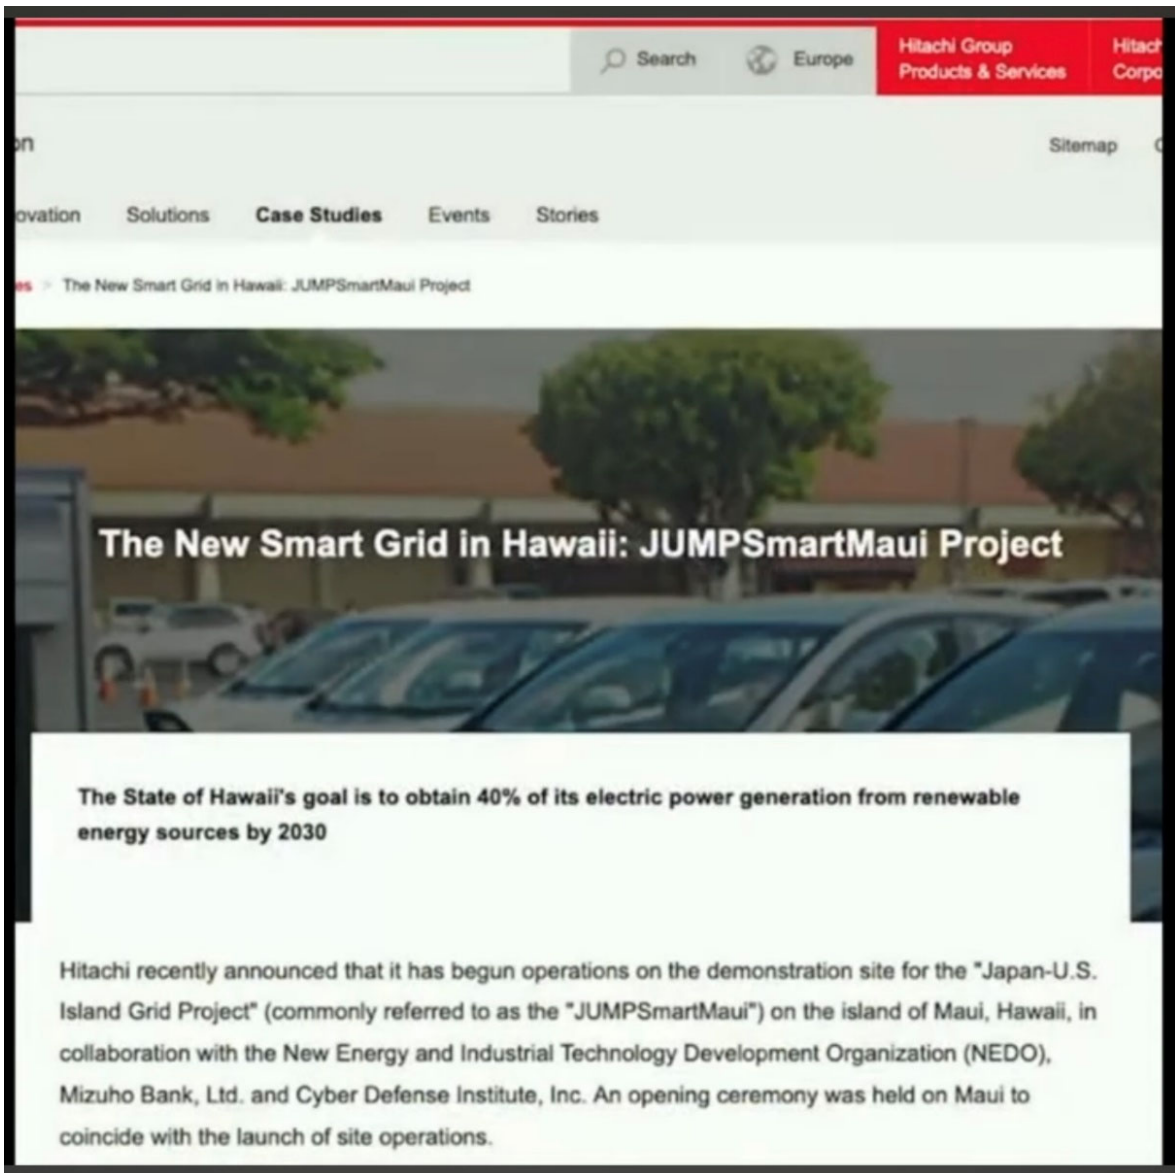 Search
Europe
Hitachi Group
Products & Services
Hitach
Corpo
on
Sitemap
ovation Solutions Case Studies Events Stories
es > The New Smart Grid in Hawaii: JUMPSmartMaui Project
The New Smart Grid in Hawaii: JUMPSmartMaui Project
The State of Hawaii's goal is to obtain 40% of its electric power generation from renewable
energy sources by 2030
Hitachi recently announced that it has begun operations on the demonstration site for the "Japan-U.S.
Island Grid Project" (commonly referred to as the "JUMPSmartMaui") on the island of Maui, Hawaii, in
collaboration with the New Energy and Industrial Technology Development Organization (NEDO),
Mizuho Bank, Ltd. and Cyber Defense Institute, Inc. An opening ceremony was held on Maui to
coincide with the launch of site operations.